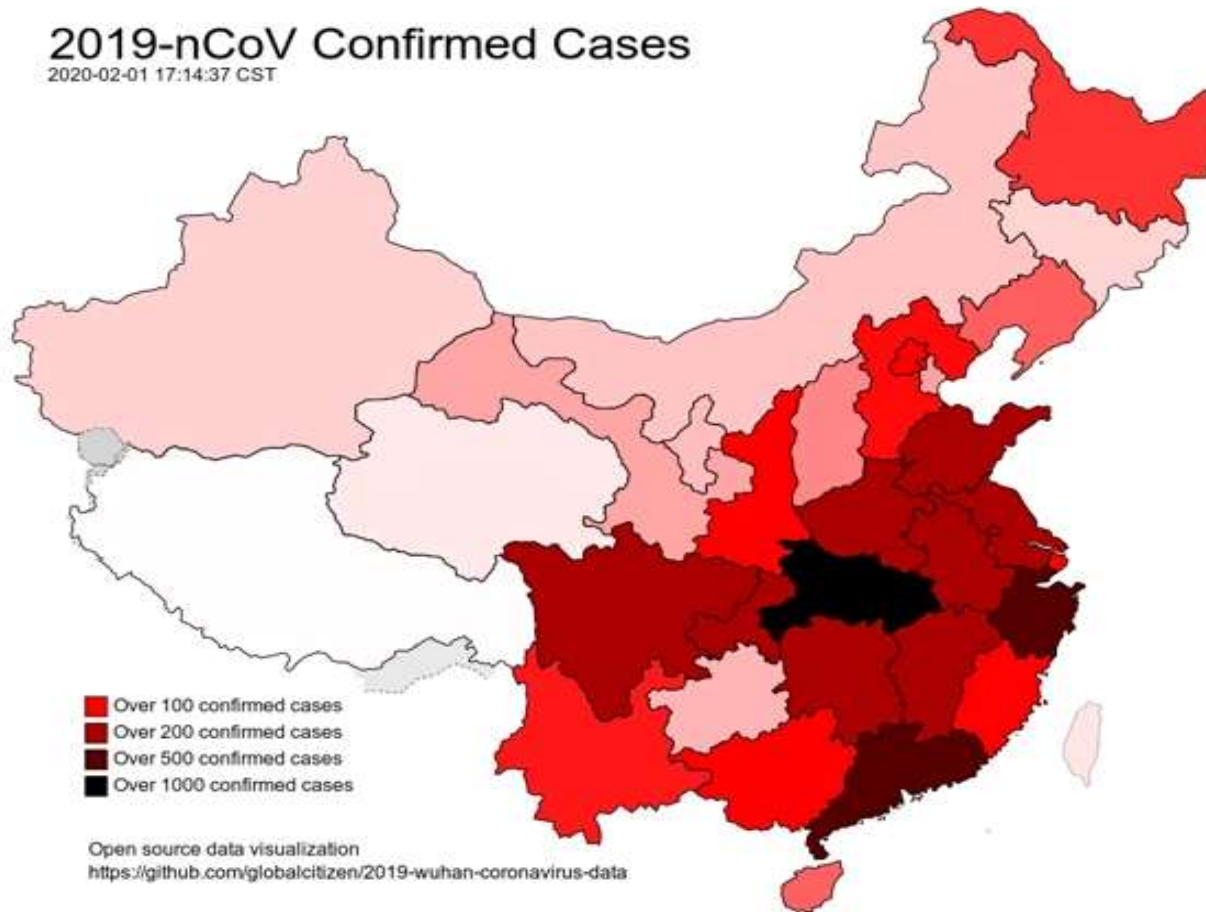 2019-nCoV Confirmed Cases
2020-02-01 17:14:37 CST
Over 100 confirmed cases
Over 200 confirmed cases
Over 500 confirmed cases
Over 1000 confirmed cases
Open source data visualization
https://github.com/globalcitizen/2019-wuhan-coronavirus-data